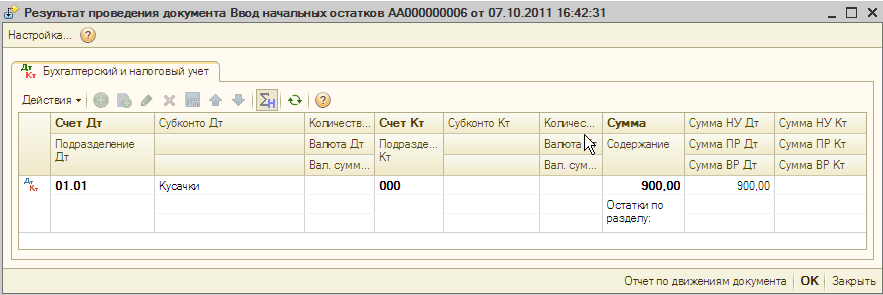 Результат проведения документа Ввод начальных остатков АА000000006 от 07.10.2011 16:42:31
Настройка...
Дт Кт Бухгалтерский и налоговый учет
Действия
Счет Дт Субконто Дт Количеств... Счет Кт Субконто Кт Количес... Сумма Сумма НУ Дт Сумма НУ Кт
Подразделение Дт Валюта Дт Подразде... Кт Валюта Содержание Сумма ПР Дт Сумма ПР Кт
Вал. сумм... Вал. сум... Сумма ВР Дт Сумма ВР Кт
Дт Кт 01.01 Кусачки 000 900,00 900,00
Остатки по
разделу:
Отчет по движениям документа OK Закрыть